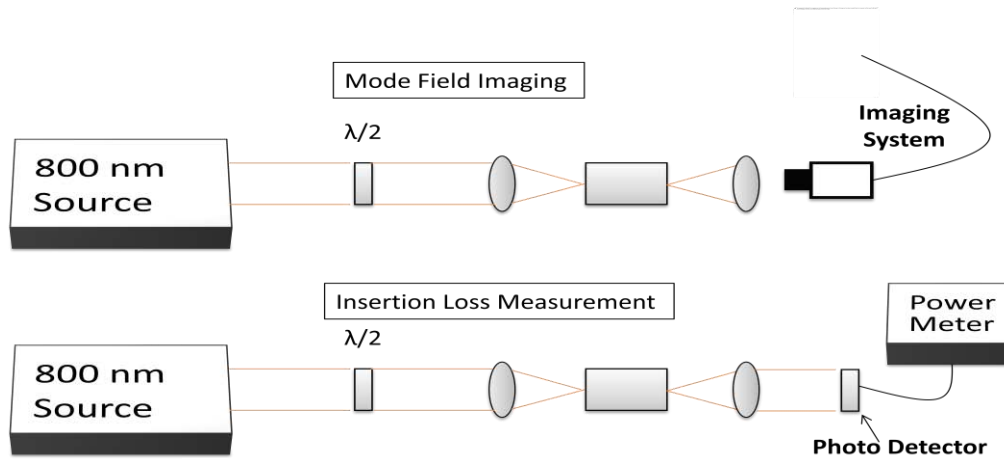 Mode Field Imaging
λ/2
800 nm
Source
Imaging
System
Insertion Loss Measurement
λ/2
800 nm
Source
Power
Meter
Photo Detector